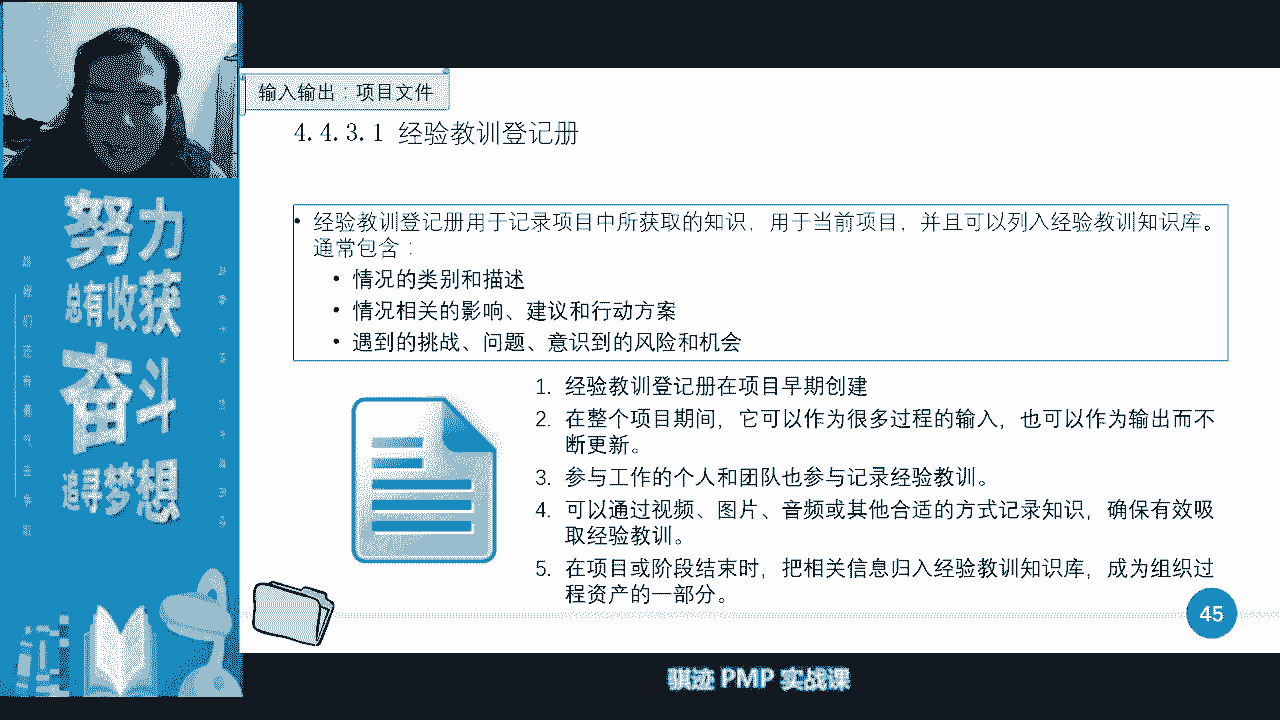 输入输出：项目文件
4.4.3.1 经验教训登记册
• 经验教训登记册用于记录项目中所获取的知识，用于当前项目，并且可以列入经验教训知识库。
通常包含：
• 情况的类别和描述
• 情况相关的影响、建议和行动方案
• 遇到的挑战、问题、意识到的风险和机会
1. 经验教训登记册在项目早期创建
2. 在整个项目期间，它可以作为很多过程的输入，也可以作为输出而不
断更新。
3. 参与工作的个人和团队也参与记录经验教训。
4. 可以通过视频、图片、音频或其他合适的方式记录知识，确保有效吸
取经验教训。
5. 在项目或阶段结束时，把相关信息归入经验教训知识库，成为组织过
程资产的一部分。
45
努力
总有收获
奋斗
追寻梦想
骐迹 PMP 实战课